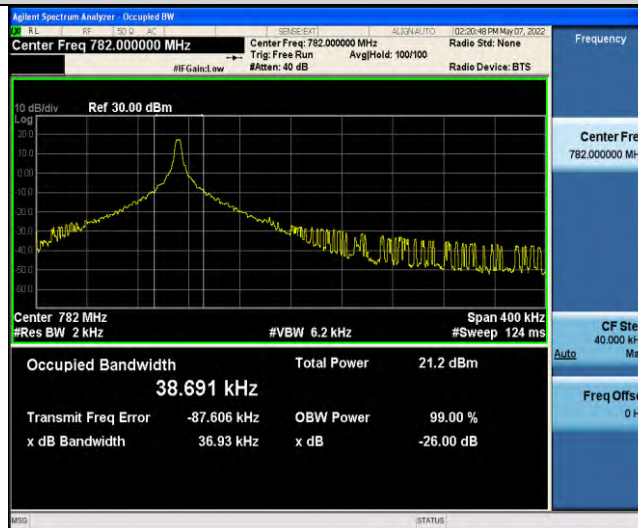 Agilent Spectrum Analyzer - Occupied BW
RL RF 50 Ω AC SENSE:EXT ALIGN AUTO 02:20:48 PM May 07, 2022
Center Freq 782.000000 MHz
Center Freq: 782.000000 MHz
Radio Std: None
Trig: Free Run Avg|Hold: 100/100
#IFGain:Low
#Atten: 40 dB
Radio Device: BTS
Frequency
10 dB/div Ref 30.00 dBm
Log
20.0
10.0
0.00
-10.0
-20.0
-30.0
-40.0
-50.0
-60.0
Center Fre
782.000000 MH
Center 782 MHz Span 400 kHz
#Res BW 2 kHz #VBW 6.2 kHz #Sweep 124 ms
CF Ste
40.000 kH
Auto Ma
Occupied Bandwidth Total Power 21.2 dBm
38.691 kHz
Transmit Freq Error -87.606 kHz OBW Power 99.00 %
x dB Bandwidth 36.93 kHz x dB -26.00 dB
Freq Offse
0 H
MSG STATUS